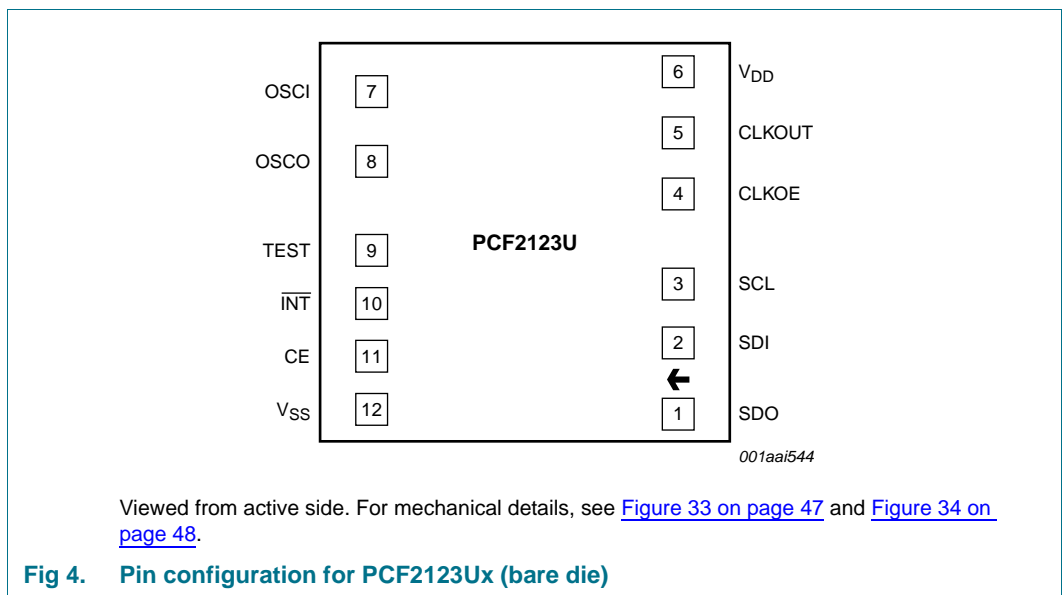 6 VDD
OSCI 7
5 CLKOUT
OSCO 8
4 CLKOE
PCF2123U
TEST 9
3 SCL
INT 10
2 SDI
CE 11
VSS 12
1 SDO
001aai544
Viewed from active side. For mechanical details, see Figure 33 on page 47 and Figure 34 on
page 48.
Fig 4. Pin configuration for PCF2123Ux (bare die)